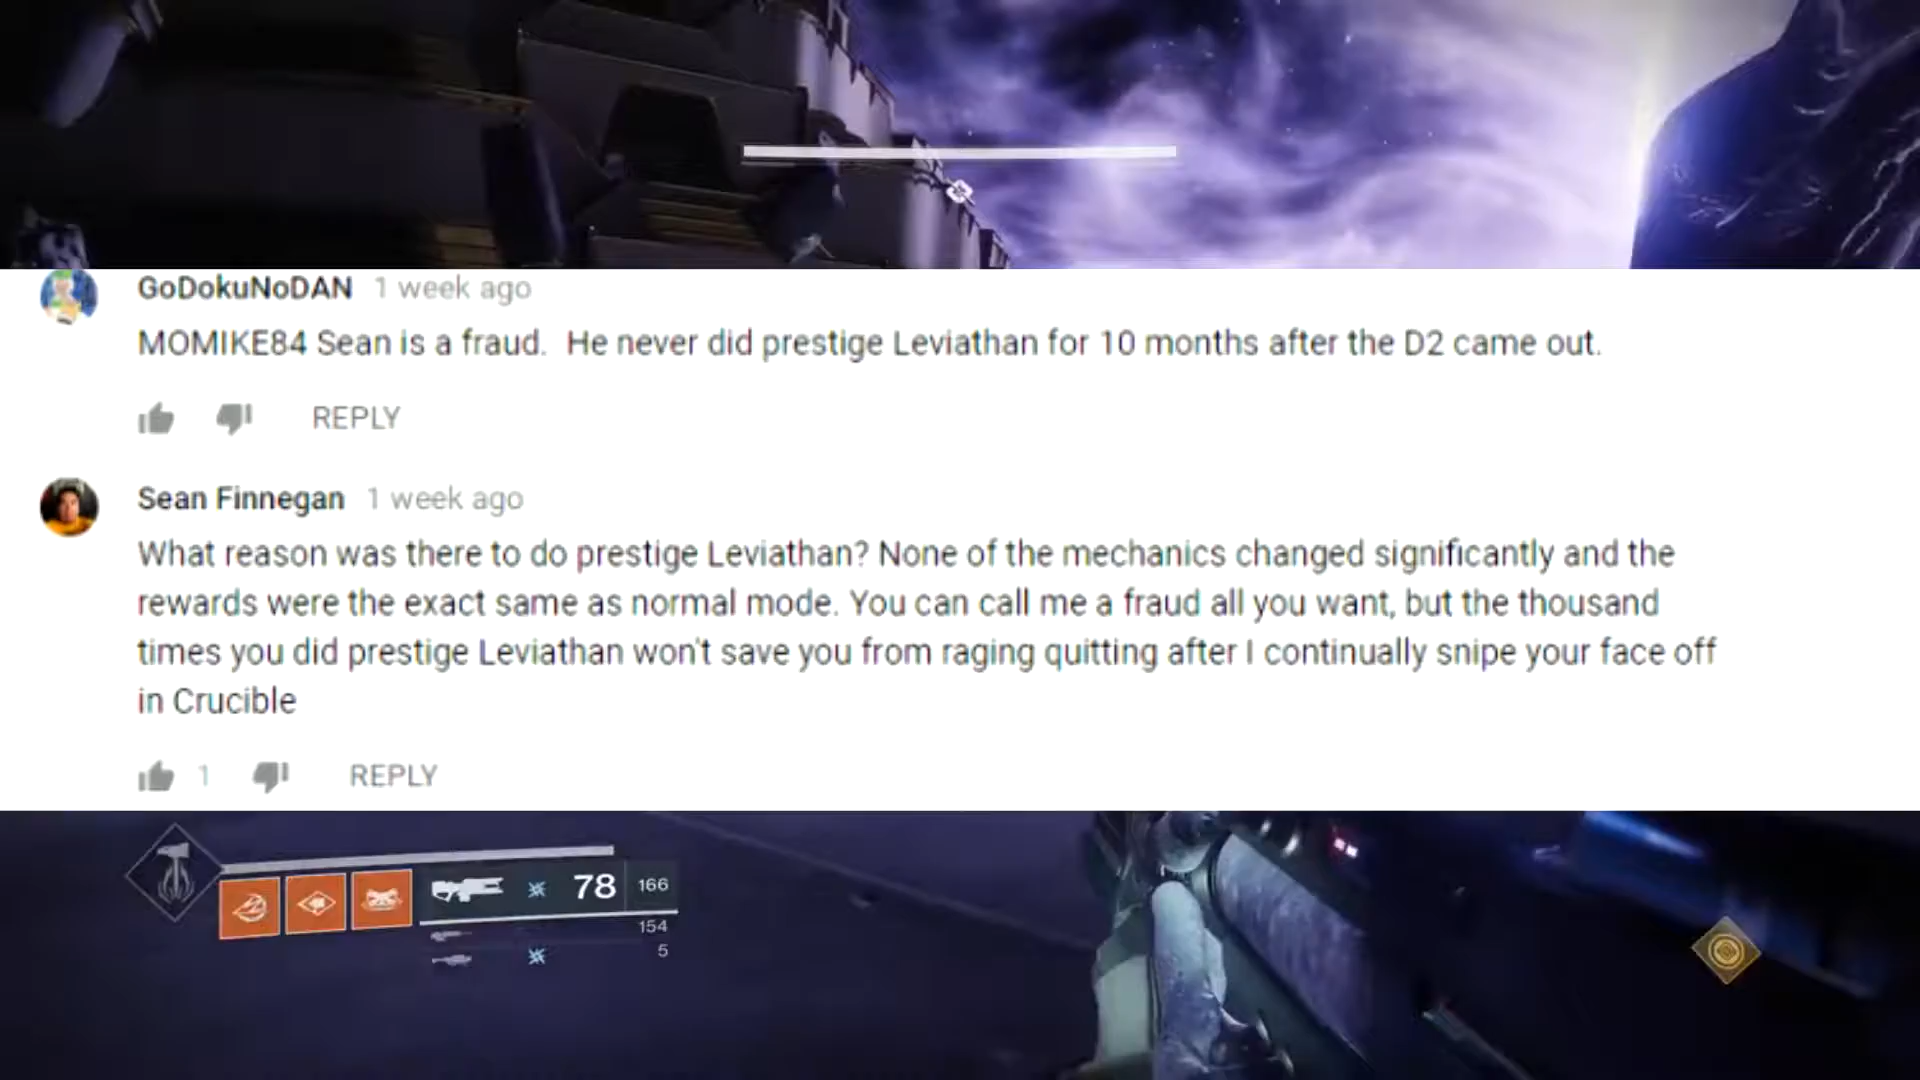 GoDokuNoDAN 1 week ago
MOMIKE84 Sean is a fraud.  He never did prestige Leviathan for 10 months after the D2 came out.
REPLY
Sean Finnegan 1 week ago
What reason was there to do prestige Leviathan? None of the mechanics changed significantly and the
rewards were the exact same as normal mode. You can call me a fraud all you want, but the thousand
times you did prestige Leviathan won't save you from raging quitting after I continually snipe your face off
in Crucible
1 REPLY
78 166
154
5